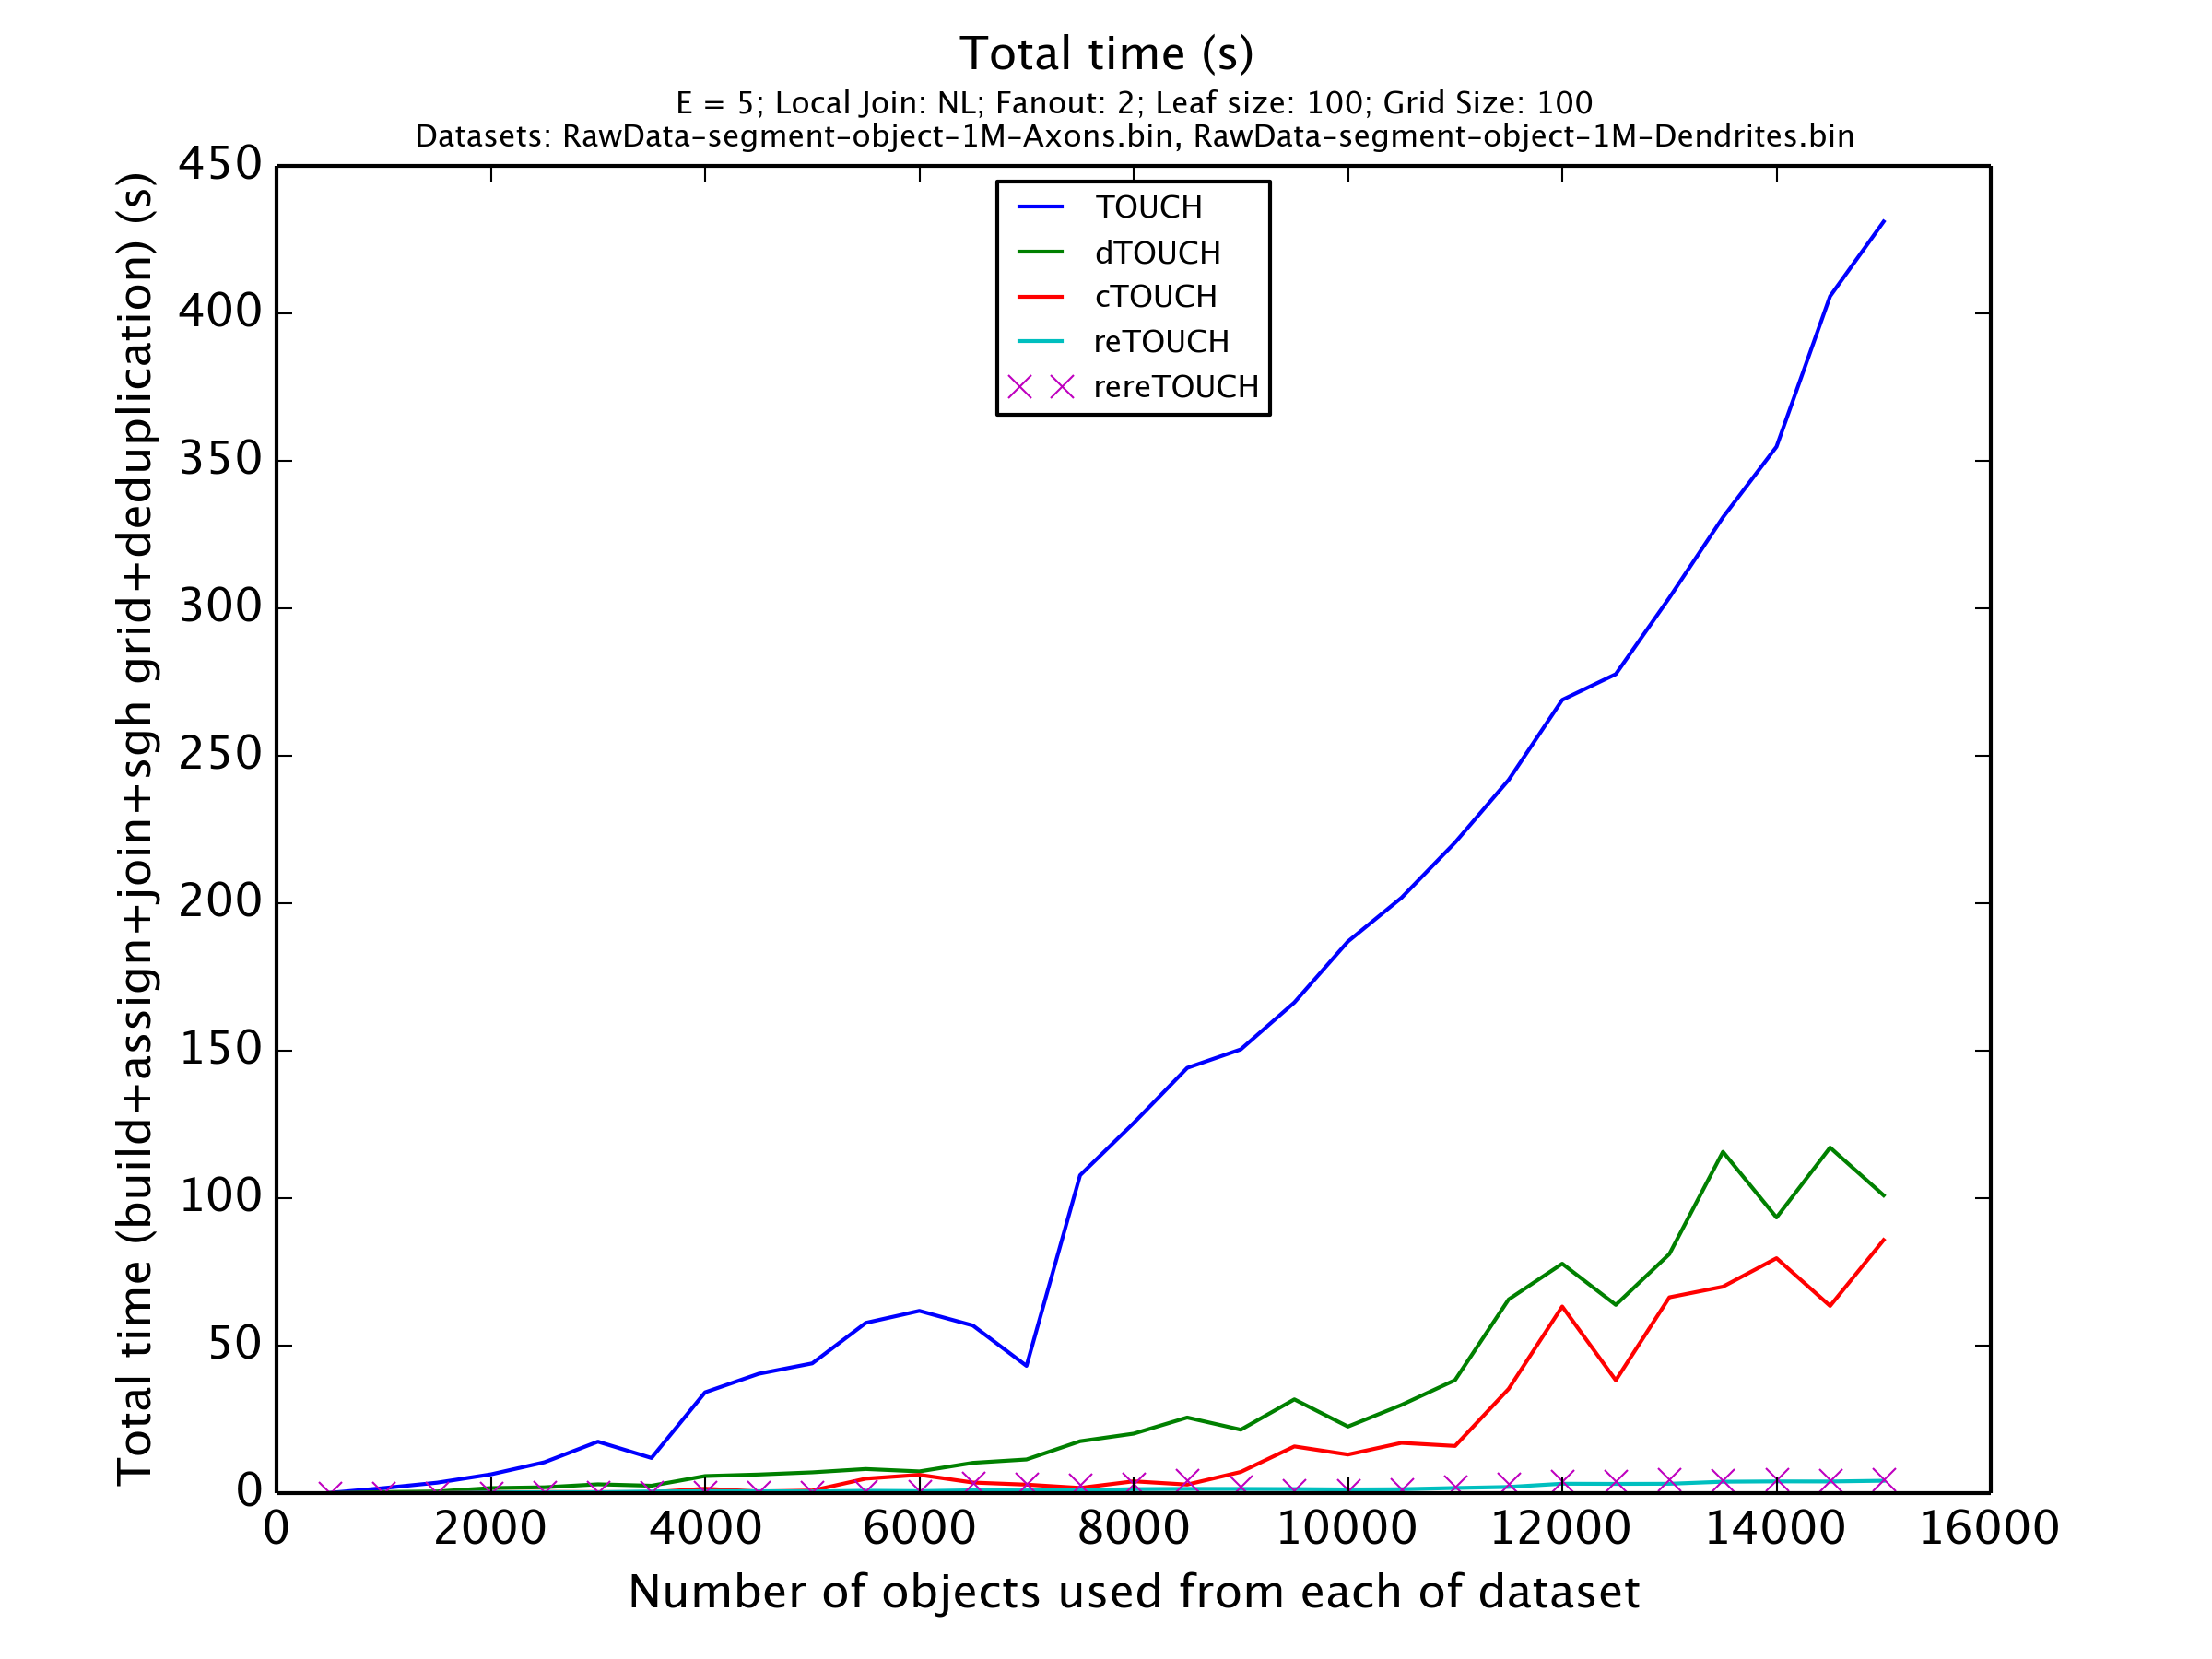 Total time (s)
E = 5; Local Join: NL; Fanout: 2; Leaf size: 100; Grid Size: 100
Datasets: RawData-segment-object-1M-Axons.bin, RawData-segment-object-1M-Dendrites.bin
Total time (build+assign+join+sgh grid+deduplication) (s)
450
400
350
300
250
200
150
100
50
0
TOUCH
dTOUCH
cTOUCH
reTOUCH
rereTOUCH
0 2000 4000 6000 8000 10000 12000 14000 16000
Number of objects used from each of dataset